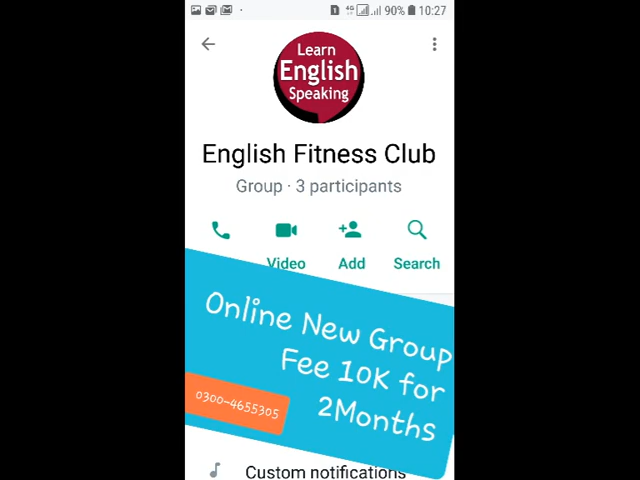 90% 10:27
Learn
English
Speaking
English Fitness Club
Group · 3 participants
Video Add Search
Online New Group
Fee 10K for
2Months
0300-4655305
Custom notifications